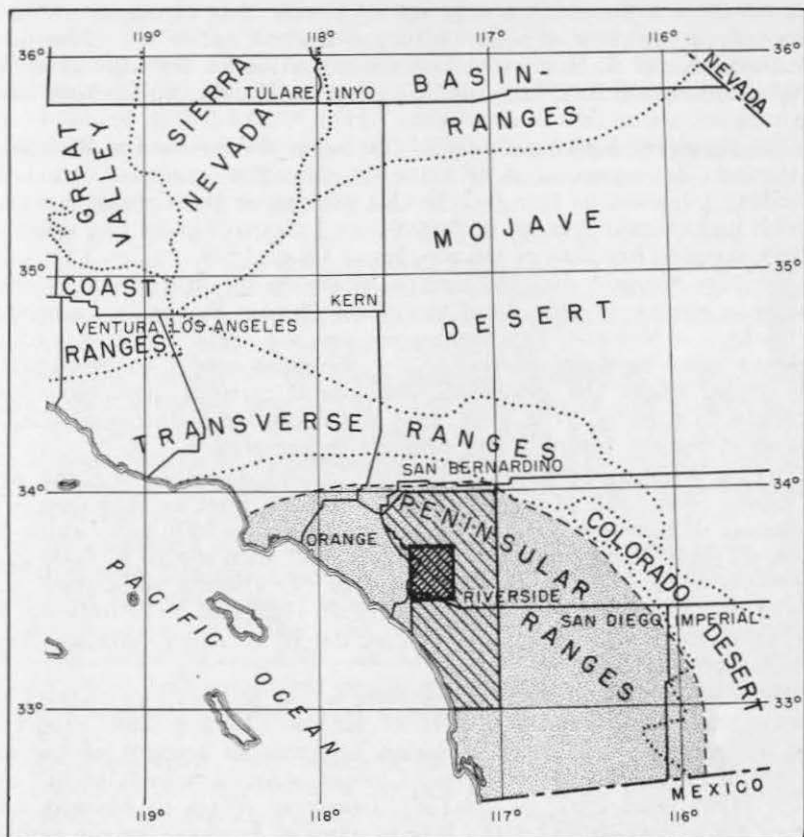 119° 118° 117° 116°
36° 36°
NEVADA
BASIN-
TULARE INYO
RANGES
SIERRA
NEVADA
GREAT
VALLEY
MOJAVE
35° 35°
COAST
KERN
DESERT
VENTURA LOS ANGELES
RANGES
TRANSVERSE RANGES
SAN BERNARDINO
34° 34°
PENINSULAR
COLORADO
ORANGE
RIVERSIDE
SAN DIEGO IMPERIAL
DESERT
RANGES
PACIFIC
OCEAN
33° 33°
MEXICO
119° 118° 117° 116°